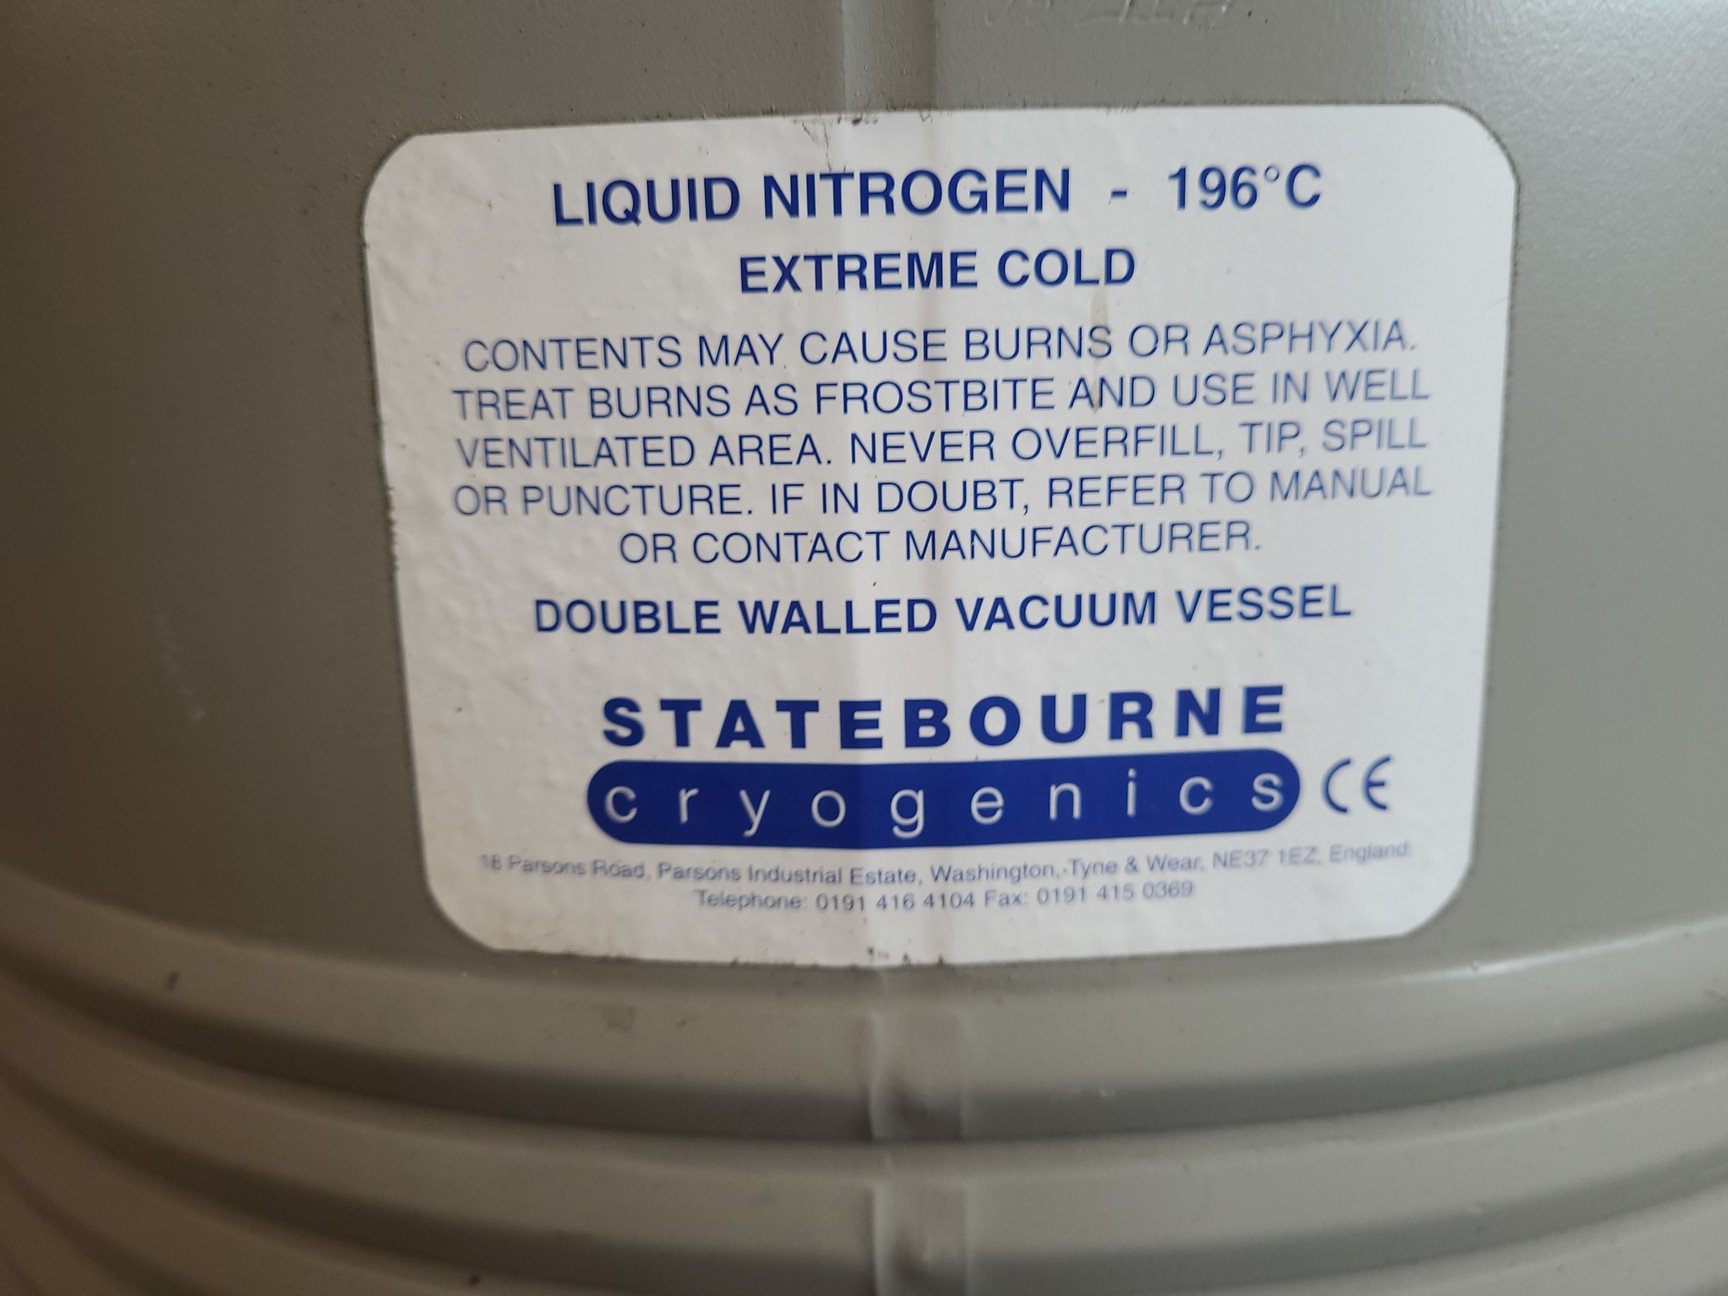 LIQUID NITROGEN - 196°C
EXTREME COLD
CONTENTS MAY CAUSE BURNS OR ASPHYXIA.
TREAT BURNS AS FROSTBITE AND USE IN WELL
VENTILATED AREA. NEVER OVERFILL, TIP, SPILL
OR PUNCTURE. IF IN DOUBT, REFER TO MANUAL
OR CONTACT MANUFACTURER.
DOUBLE WALLED VACUUM VESSEL
STATEBOURNE
cryogenics CE
18 Parsons Road, Parsons Industrial Estate, Washington, Tyne & Wear, NE37 1EZ, England
Telephone: 0191 416 4104 Fax: 0191 415 0369